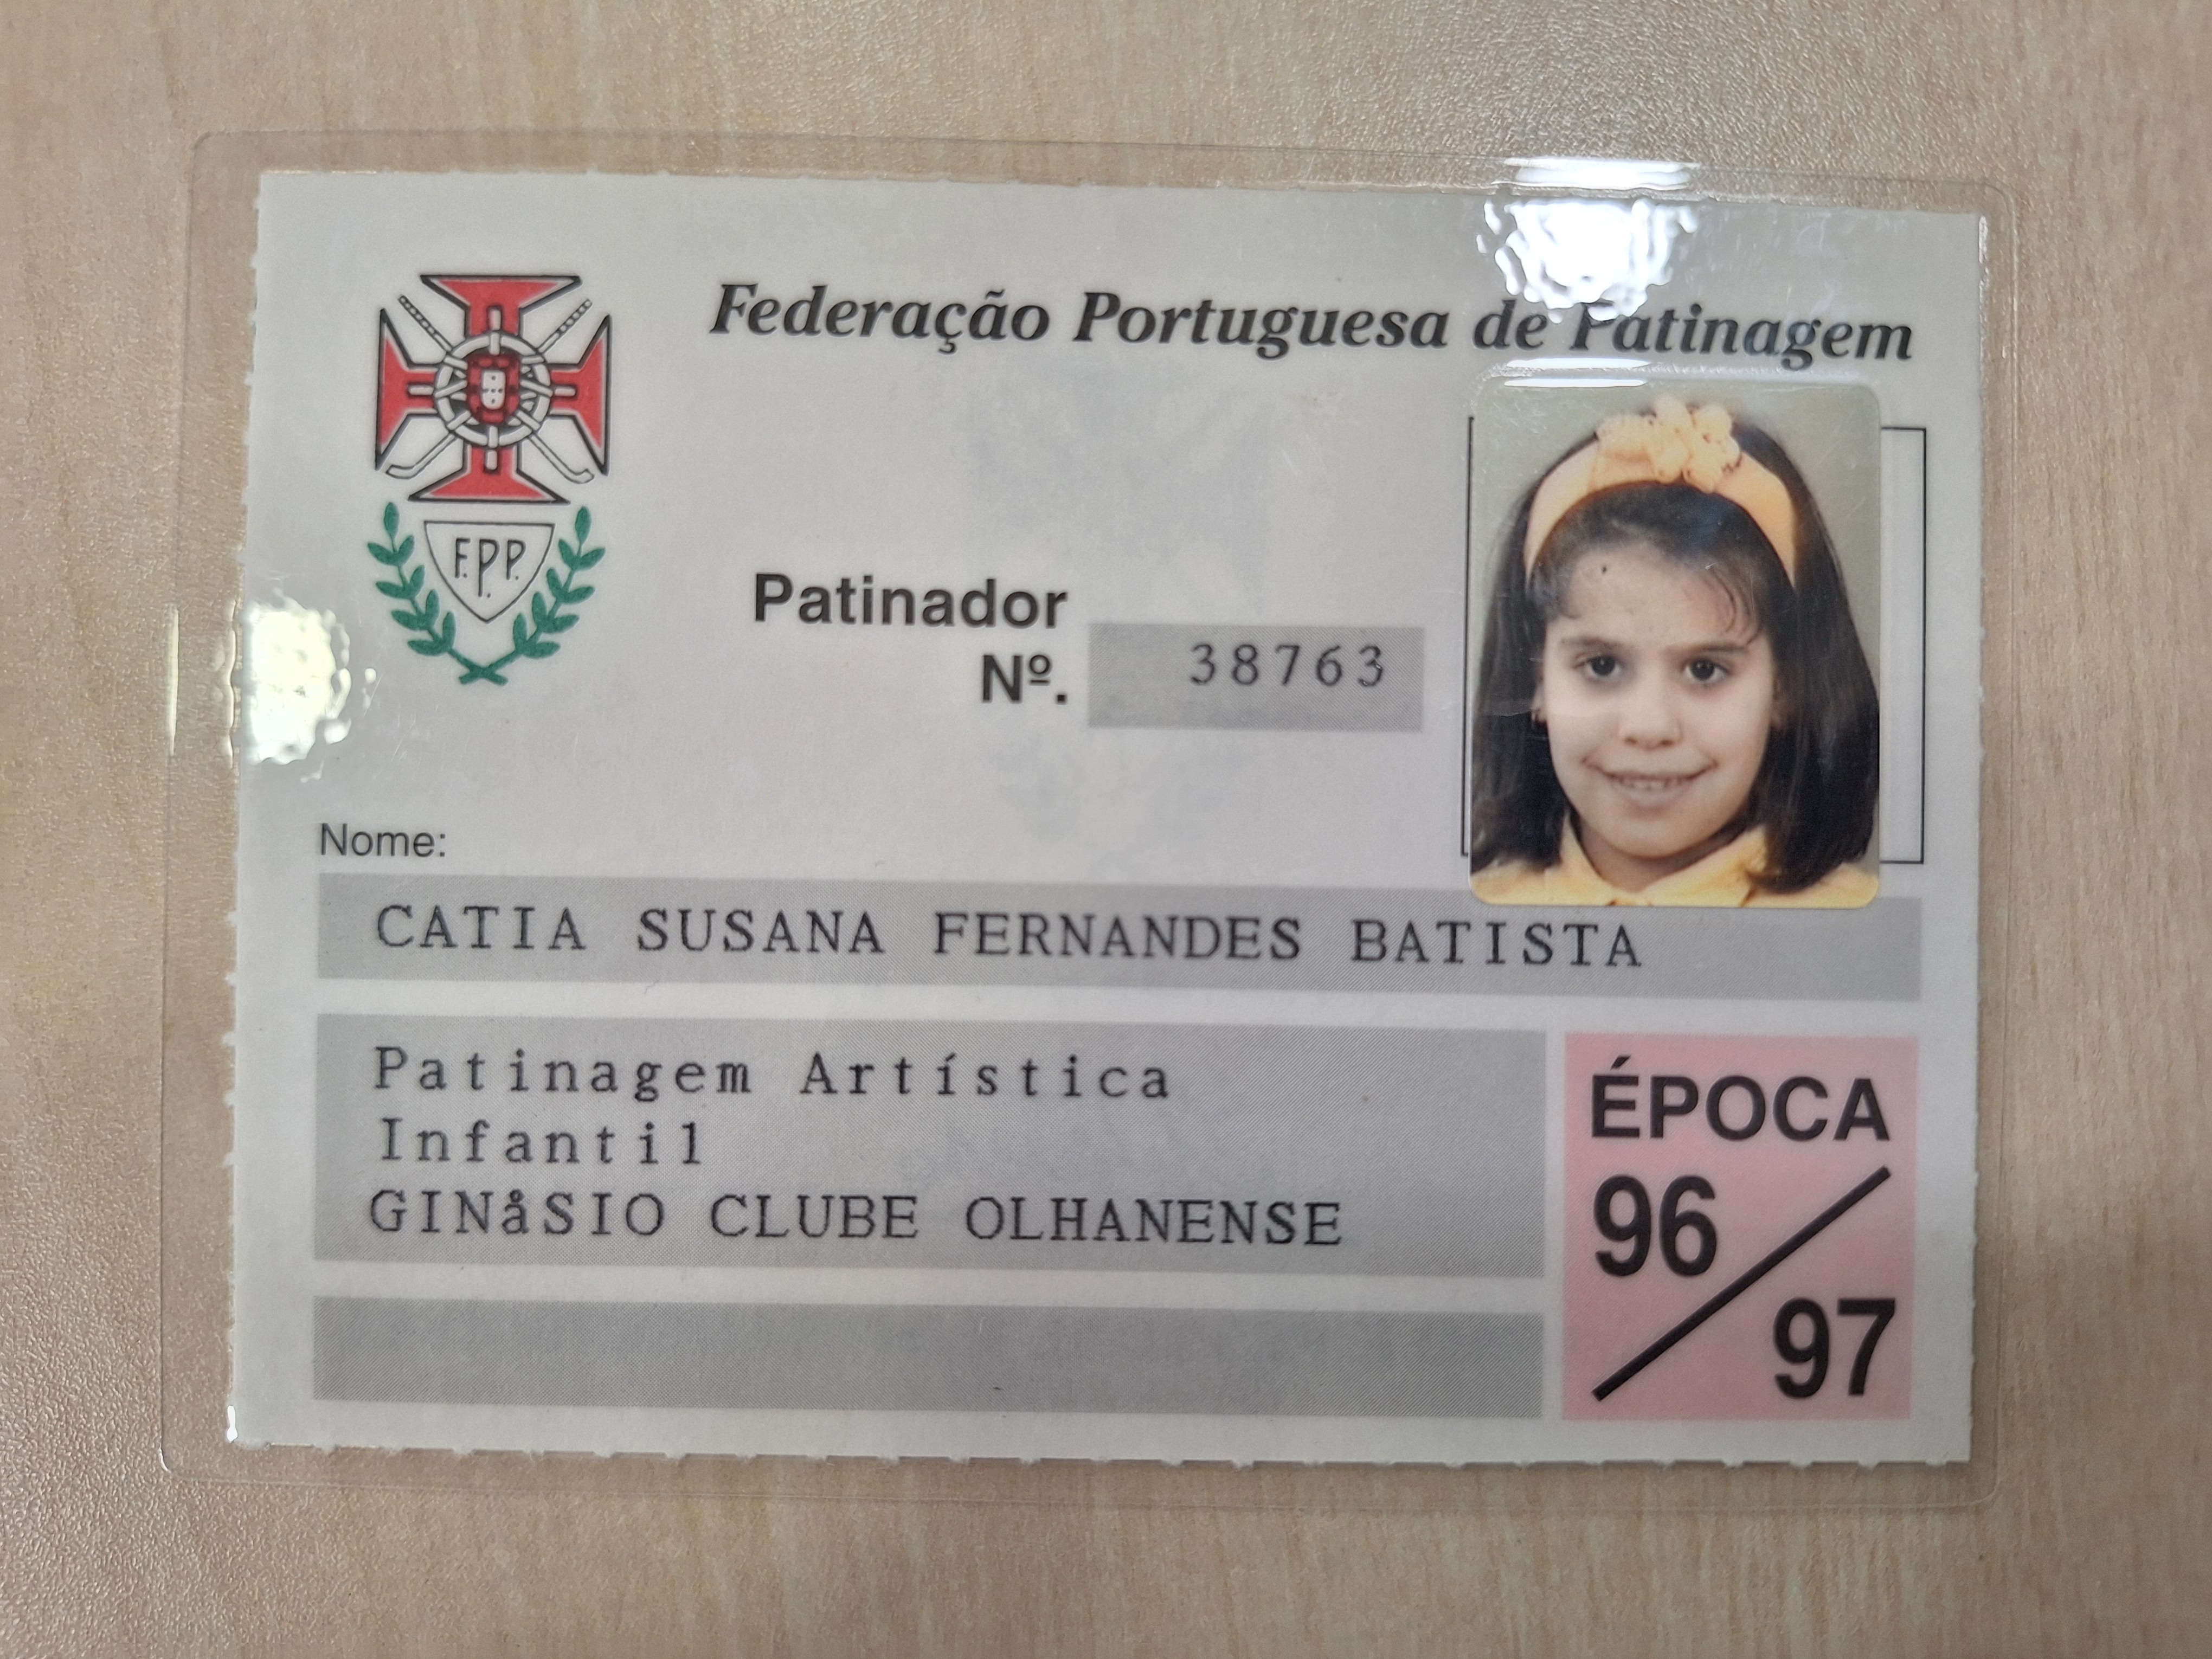 Federação Portuguesa de Patinagem
F.P.P.
Patinador
Nº. 38763
Nome:
CATIA SUSANA FERNANDES BATISTA
Patinagem Artística
Infantil
GINåSIO CLUBE OLHANENSE
ÉPOCA
96/97